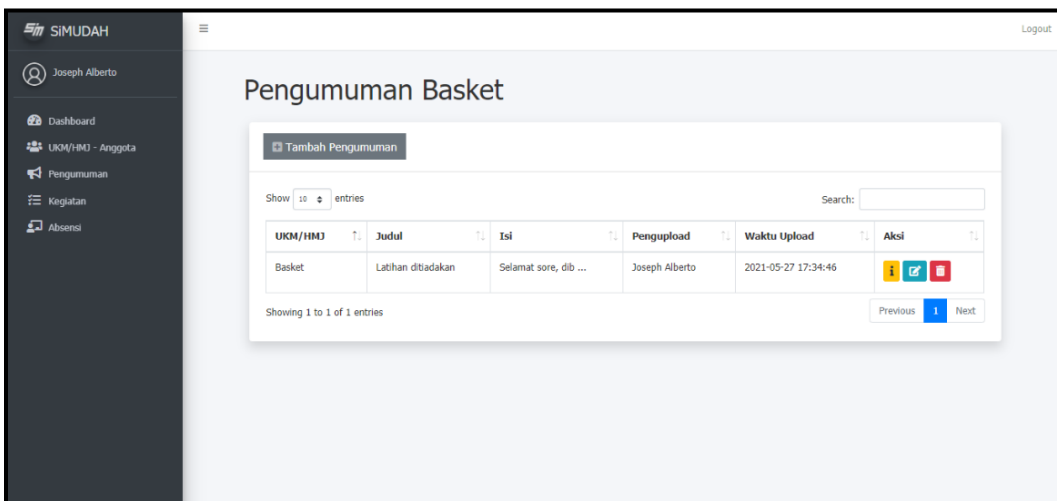 Sim SiMUDAH
Logout
Joseph Alberto
Dashboard
UKM/HMJ - Anggota
Pengumuman
Kegiatan
Absensi
Pengumuman Basket
Tambah Pengumuman
Show 10 entries
Search:
UKM/HMJ Judul Isi Pengupload Waktu Upload Aksi
Basket Latihan ditiadakan Selamat sore, dib ... Joseph Alberto 2021-05-27 17:34:46
Showing 1 to 1 of 1 entries
Previous 1 Next